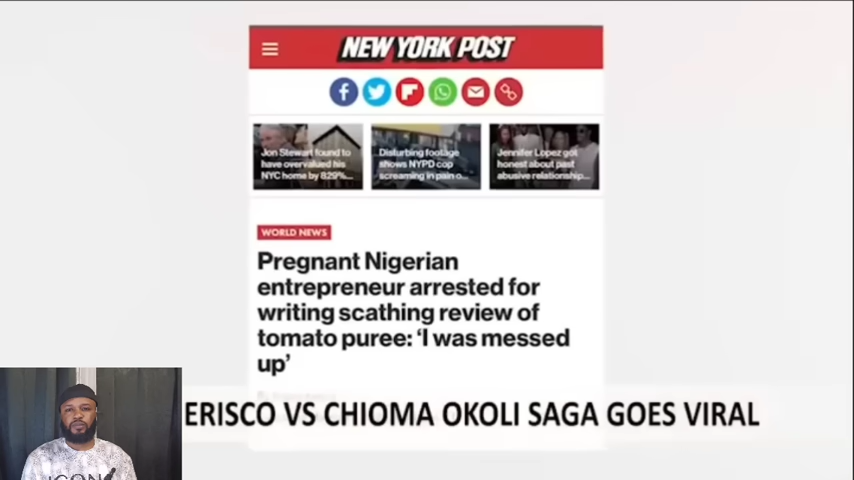 NEW YORK POST
Jon Stewart found to
have overvalued his
NYC home by 829%...
Disturbing footage
shows NYPD cop
screaming in pain o...
Jennifer Lopez got
honest about past
abusive relationship...
WORLD NEWS
Pregnant Nigerian
entrepreneur arrested for
writing scathing review of
tomato puree: ‘I was messed
up’
ERISCO VS CHIOMA OKOLI SAGA GOES VIRAL
ICON